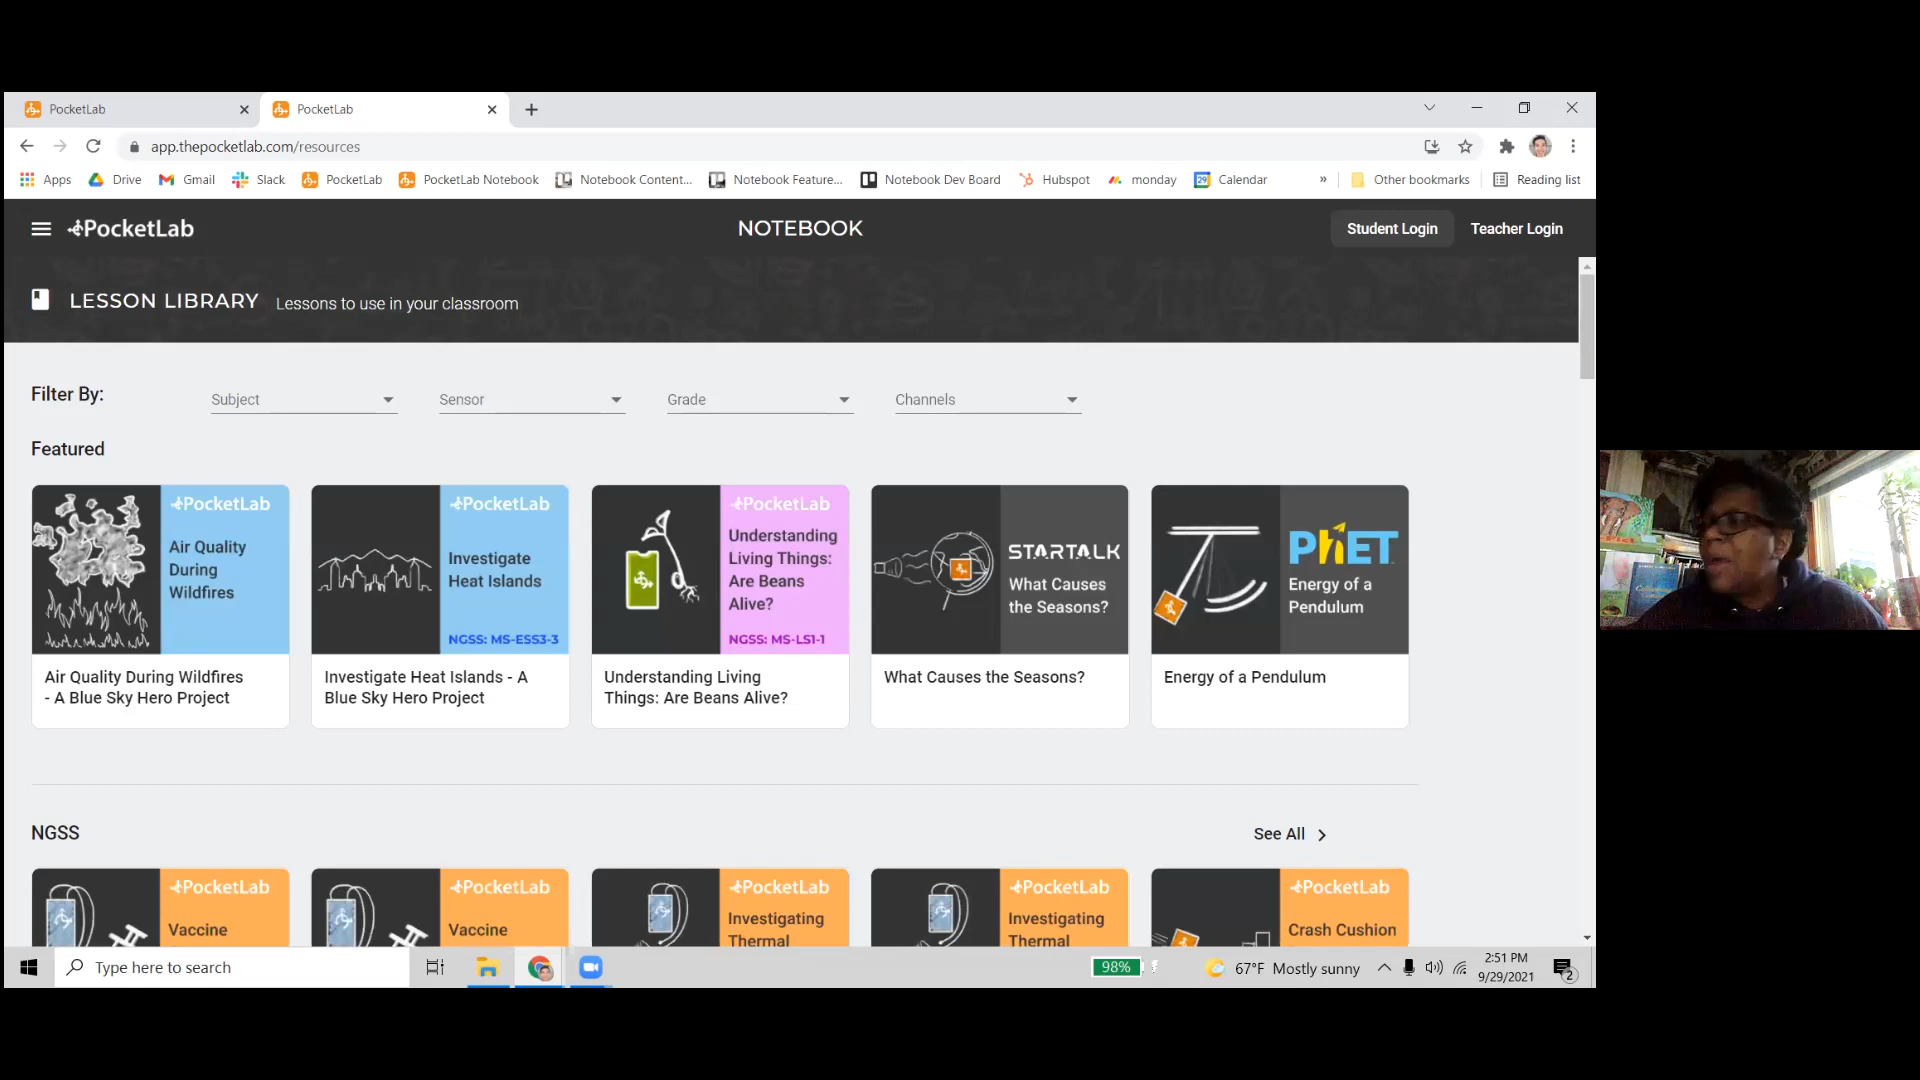 PocketLab
PocketLab
app.thepocketlab.com/resources
Apps Drive Gmail Slack PocketLab PocketLab Notebook Notebook Content... Notebook Feature... Notebook Dev Board Hubspot monday Calendar » Other bookmarks Reading list
PocketLab NOTEBOOK Student Login Teacher Login
LESSON LIBRARY Lessons to use in your classroom
Filter By: Subject Sensor Grade Channels
Featured
PocketLab
Air Quality
During
Wildfires
Air Quality During Wildfires
- A Blue Sky Hero Project
PocketLab
Investigate
Heat Islands
NGSS: MS-ESS3-3
Investigate Heat Islands - A
Blue Sky Hero Project
PocketLab
Understanding
Living Things:
Are Beans
Alive?
NGSS: MS-LS1-1
Understanding Living
Things: Are Beans Alive?
STARTALK
What Causes
the Seasons?
What Causes the Seasons?
PhET
Energy of a
Pendulum
Energy of a Pendulum
NGSS See All
PocketLab
Vaccine
PocketLab
Vaccine
PocketLab
Investigating
Thermal
PocketLab
Investigating
Thermal
PocketLab
Crash Cushion
Type here to search
98%
67°F Mostly sunny
2:51 PM
9/29/2021
2